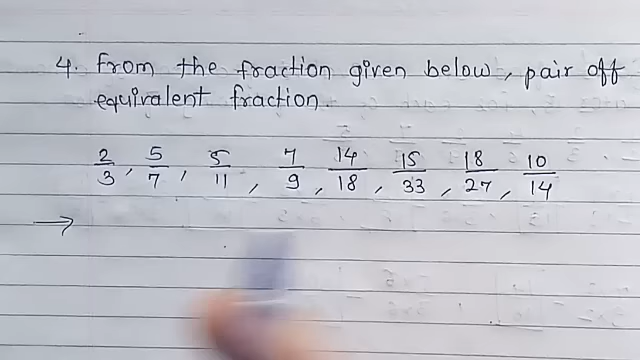 4. From the fraction given below, pair off
equivalent fraction.
2/3, 5/7, 5/11, 7/9, 14/18, 15/33, 18/27, 10/14
→